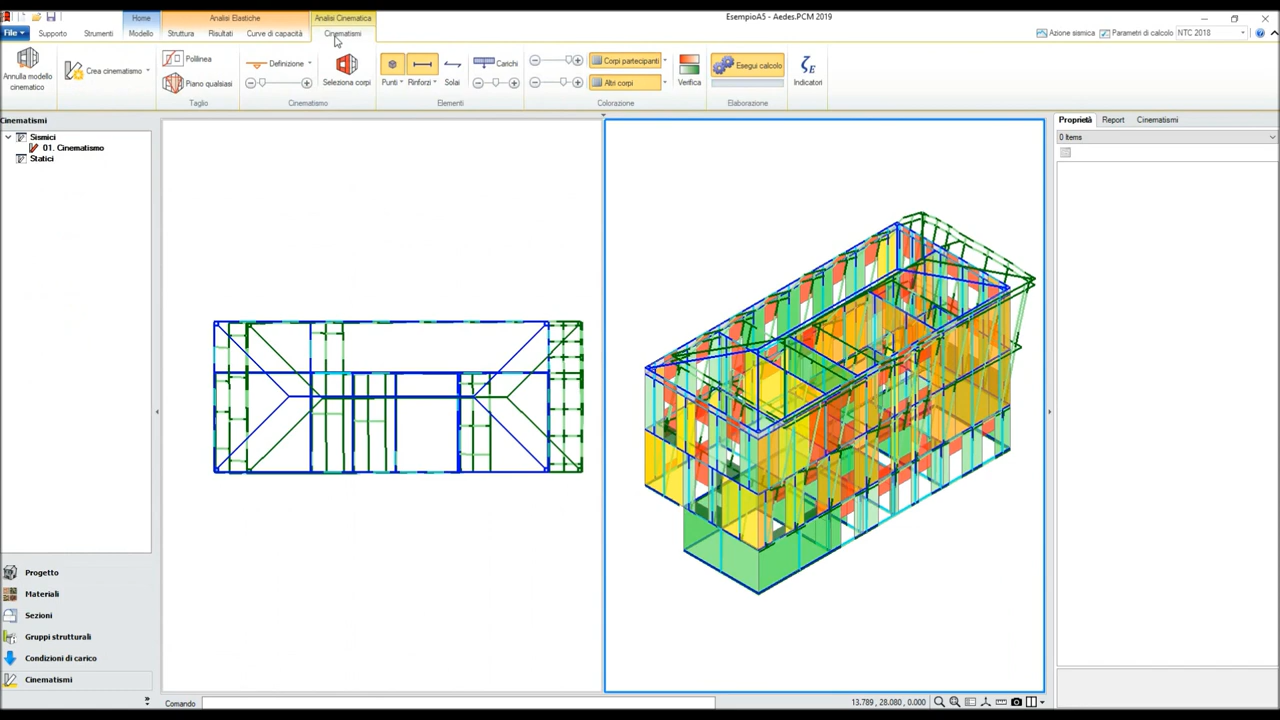 EsempioA5 - Aedes.PCM 2019
Home
Analisi Elastiche
Analisi Cinematica
File
Supporto
Strumenti
Modello
Struttura
Risultati
Curve di capacità
Cinematismi
Azione sismica
Parametri di calcolo
NTC 2018
Annulla modello
cinematico
Crea cinematismo
Polilinea
Piano qualsiasi
Taglio
Definizione
Seleziona corpi
Cinematismo
Punti
Rinforzi
Solai
Carichi
Elementi
Corpi partecipanti
Altri corpi
Colorazione
Verifica
Esegui calcolo
Elaborazione
Indicatori
Cinematismi
Sismici
01. Cinematismo
Statici
Progetto
Materiali
Sezioni
Gruppi strutturali
Condizioni di carico
Cinematismi
Proprietà
Report
Cinematismi
0 Items
Comando
13.789 , 28.080 , 0.000